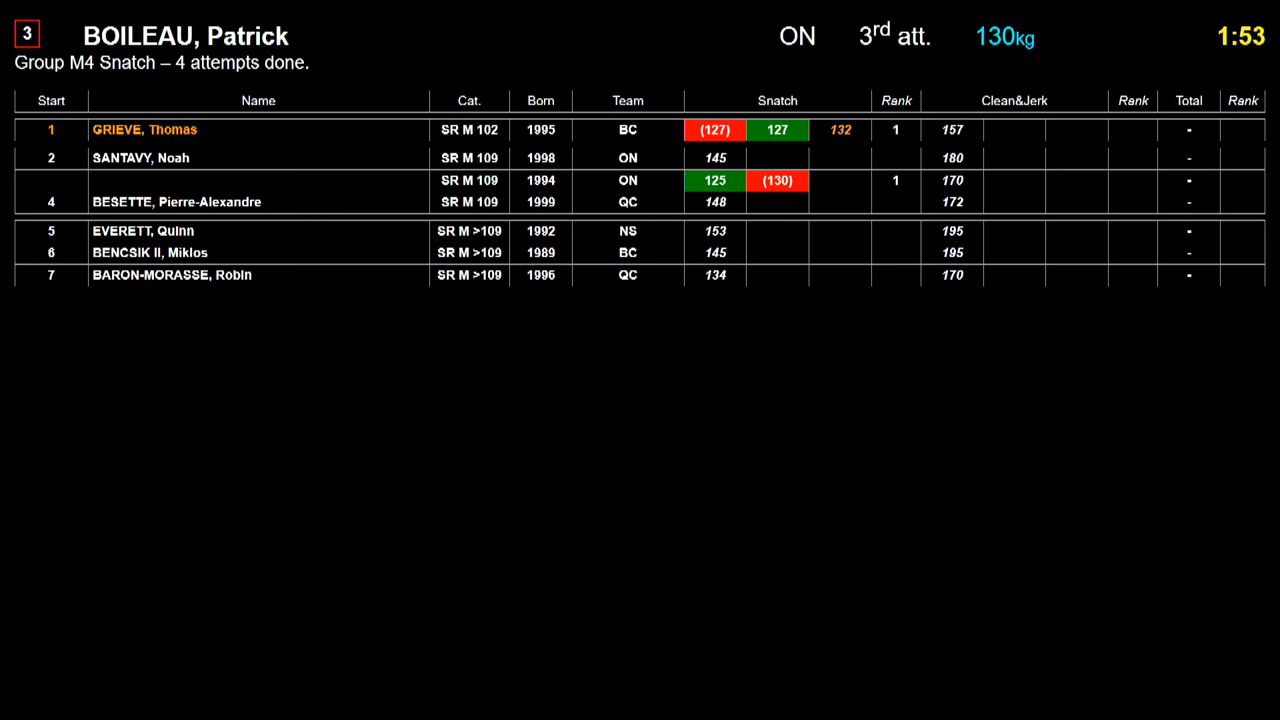 3 BOILEAU, Patrick ON 3rd att. 130kg 1:53
Group M4 Snatch – 4 attempts done.
Start Name Cat. Born Team Snatch Rank Clean&Jerk Rank Total Rank
1 GRIEVE, Thomas SR M 102 1995 BC (127) 127 132 1 157 -
2 SANTAVY, Noah SR M 109 1998 ON 145 180 -
SR M 109 1994 ON 125 (130) 1 170 -
4 BESETTE, Pierre-Alexandre SR M 109 1999 QC 148 172 -
5 EVERETT, Quinn SR M >109 1992 NS 153 195 -
6 BENCSIK II, Miklos SR M >109 1989 BC 145 195 -
7 BARON-MORASSE, Robin SR M >109 1996 QC 134 170 -